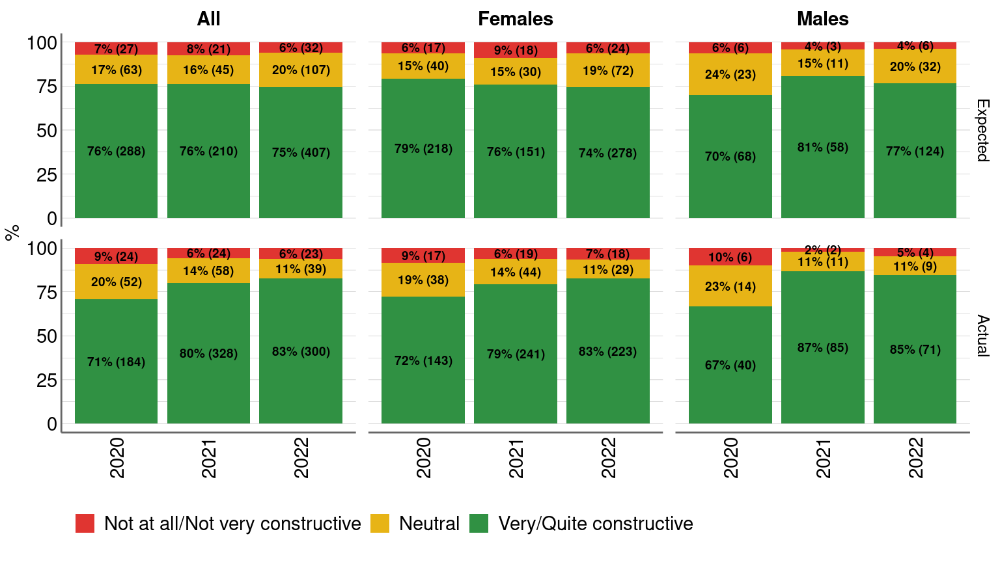 All Females Males
100 7% (27) 8% (21) 6% (32) 6% (17) 9% (18) 6% (24) 6% (6) 4% (3) 4% (6)
17% (63) 16% (45) 20% (107) 15% (40) 15% (30) 19% (72) 24% (23) 15% (11) 20% (32)
75
50
76% (288) 76% (210) 75% (407) 79% (218) 76% (151) 74% (278) 70% (68) 81% (58) 77% (124)
25
0
Expected
%
100 9% (24) 6% (24) 6% (23) 9% (17) 6% (19) 7% (18) 10% (6) 2% (2) 5% (4)
20% (52) 14% (58) 11% (39) 19% (38) 14% (44) 11% (29) 23% (14) 11% (11) 11% (9)
75
50
71% (184) 80% (328) 83% (300) 72% (143) 79% (241) 83% (223) 67% (40) 87% (85) 85% (71)
25
0
Actual
2020 2021 2022 2020 2021 2022 2020 2021 2022
Not at all/Not very constructive Neutral Very/Quite constructive